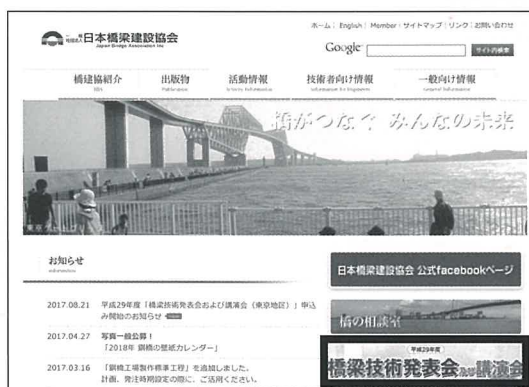 ホーム | English | Member | サイトマップ | リンク | お問い合わせ
一般社団法人 日本橋梁建設協会
Japan Bridge Association Inc
Google サイト内検索
橋建協紹介 出版物 活動情報 技術者向け情報 一般向け情報
Publication Activity Information Information for Engineers General Information
橋がつなぐ みんなの未来
お知らせ
information
日本橋梁建設協会 公式facebookページ
2017.08.21 平成29年度「橋梁技術発表会および講演会（東京地区）」申込
み開始のお知らせ
橋の相談室
2017.04.27 写真一般公募！
「2018年 鋼橋の壁紙カレンダー」
平成29年度
橋梁技術発表会および講演会
2017.03.16 「鋼橋工場製作標準工程」を追加しました。
計画、発注時期設定の際に、ご活用ください。